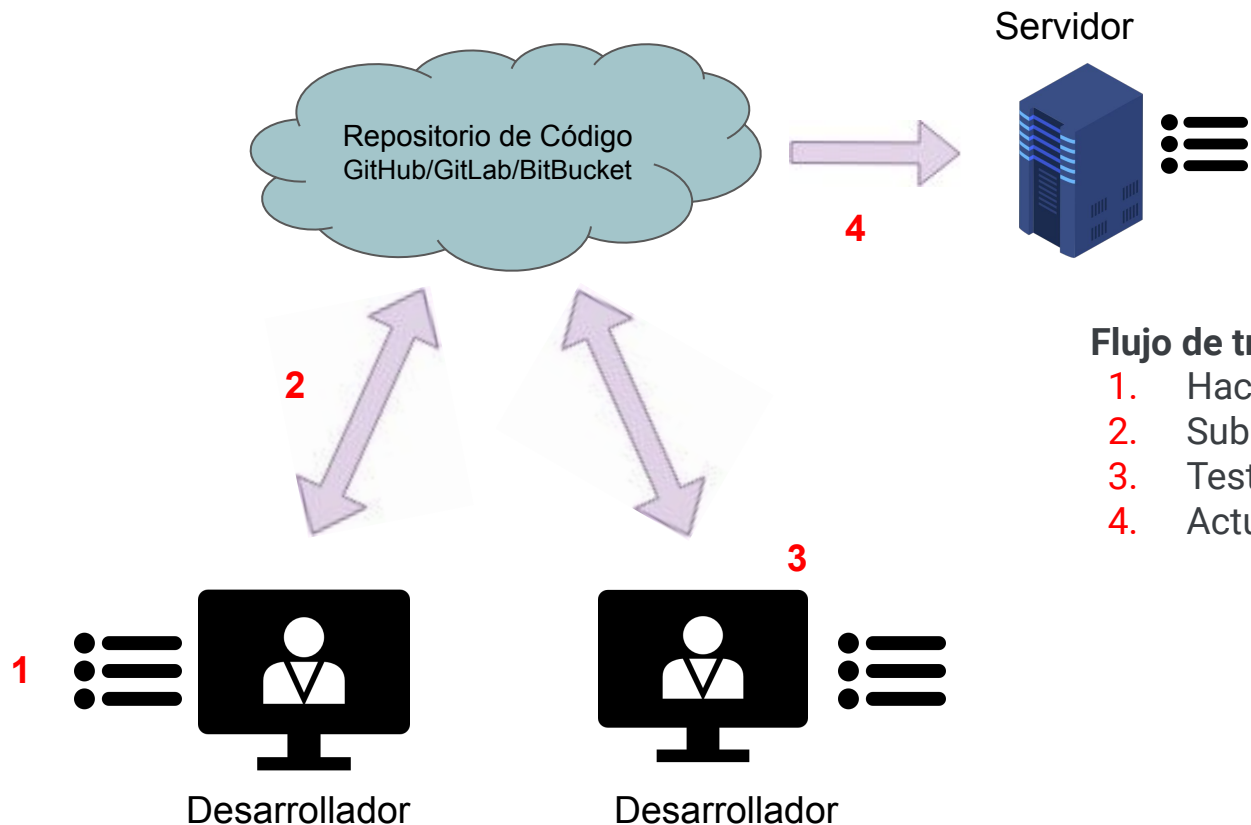 Servidor
Repositorio de Código
GitHub/GitLab/BitBucket
4
2
Flujo de
1. Hac
2. Sub
3. Test
4. Actu
3
1
Desarrollador
Desarrollador